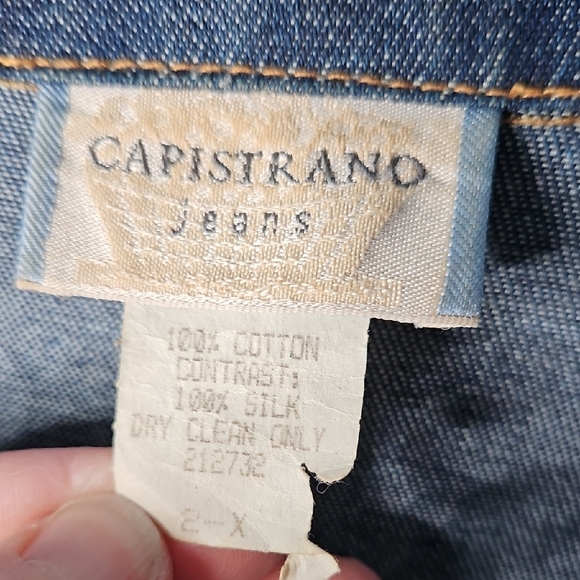 CAPISTRANO
jeans
100% COTTON
CONTRAST:
100% SILK
DRY CLEAN ONLY
212732
2--X